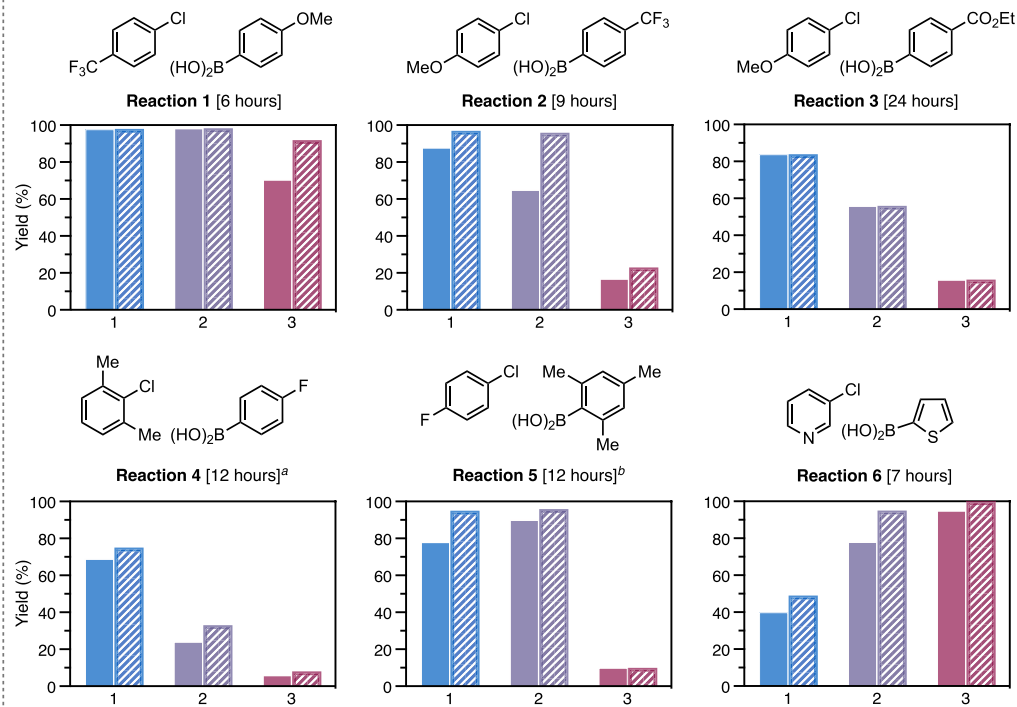 Cl
F3C
OMe
(HO)2B
Cl
MeO
CF3
(HO)2B
Cl
MeO
CO2Et
(HO)2B
Reaction 1 [6 hours]
Reaction 2 [9 hours]
Reaction 3 [24 hours]
Yield (%)
100
80
60
40
20
0
1 2 3
100
80
60
40
20
0
1 2 3
100
80
60
40
20
0
1 2 3
Me
Cl
Me
F
(HO)2B
Cl
F
Me
Me
(HO)2B
Me
Cl
N
(HO)2B
S
Reaction 4 [12 hours]a
Reaction 5 [12 hours]b
Reaction 6 [7 hours]
Yield (%)
100
80
60
40
20
0
1 2 3
100
80
60
40
20
0
1 2 3
100
80
60
40
20
0
1 2 3